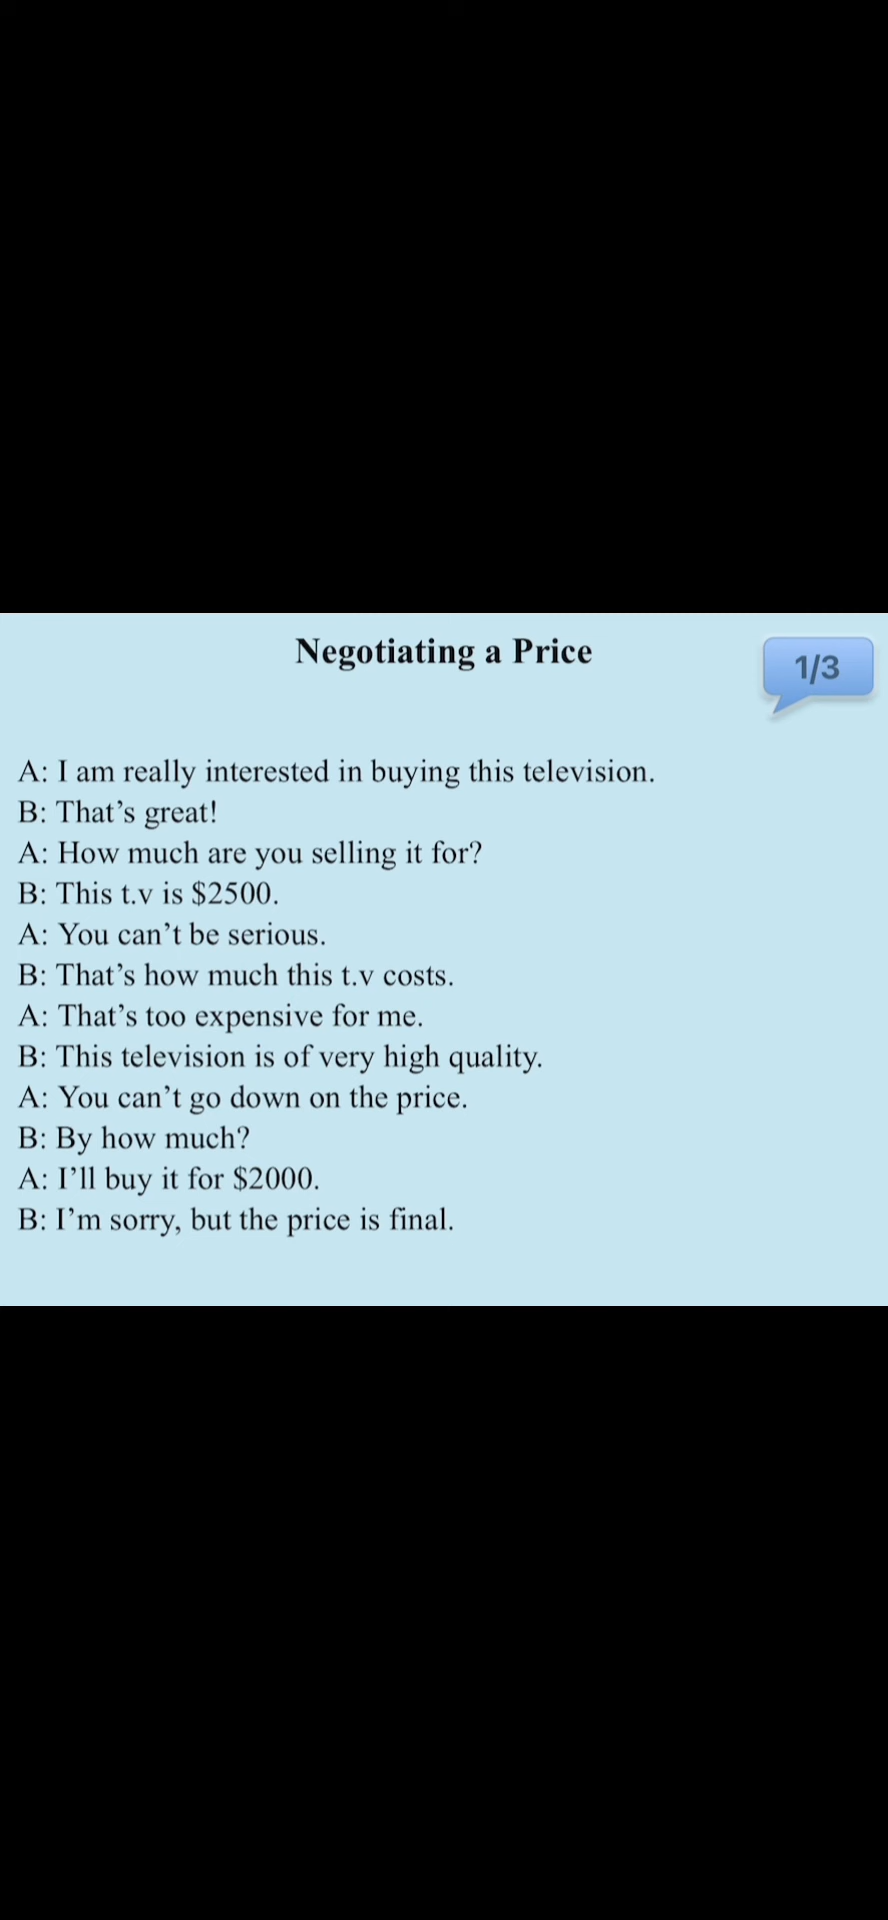 Negotiating a Price
1/3
A: I am really interested in buying this television.
B: That’s great!
A: How much are you selling it for?
B: This t.v is $2500.
A: You can’t be serious.
B: That’s how much this t.v costs.
A: That’s too expensive for me.
B: This television is of very high quality.
A: You can’t go down on the price.
B: By how much?
A: I’ll buy it for $2000.
B: I’m sorry, but the price is final.